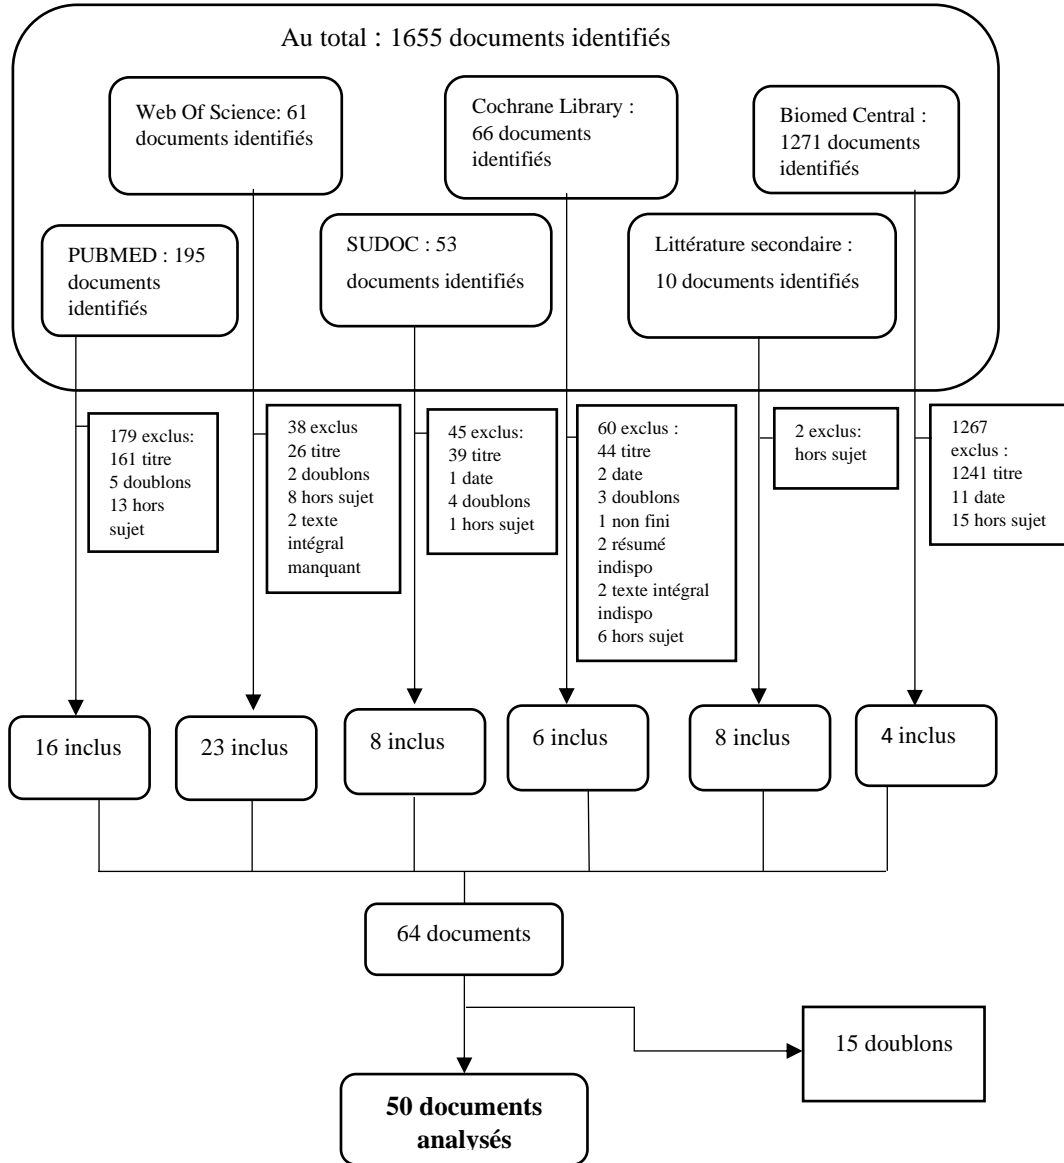 Au total : 1655 documents identifiés
Web Of Science: 61
documents identifiés
Cochrane Library :
66 documents
identifiés
Biomed Central :
1271 documents
identifiés
PUBMED : 195
documents
identifiés
SUDOC : 53
documents identifiés
Littérature secondaire :
10 documents identifiés
179 exclus:
161 titre
5 doublons
13 hors
sujet
38 exclus
26 titre
2 doublons
8 hors sujet
2 texte
intégral
manquant
45 exclus:
39 titre
1 date
4 doublons
1 hors sujet
60 exclus :
44 titre
2 date
3 doublons
1 non fini
2 résumé
indispo
2 texte intégral
indispo
6 hors sujet
2 exclus:
hors sujet
1267
exclus :
1241 titre
11 date
15 hors sujet
16 inclus
23 inclus
8 inclus
6 inclus
8 inclus
4 inclus
64 documents
15 doublons
50 documents
analysés